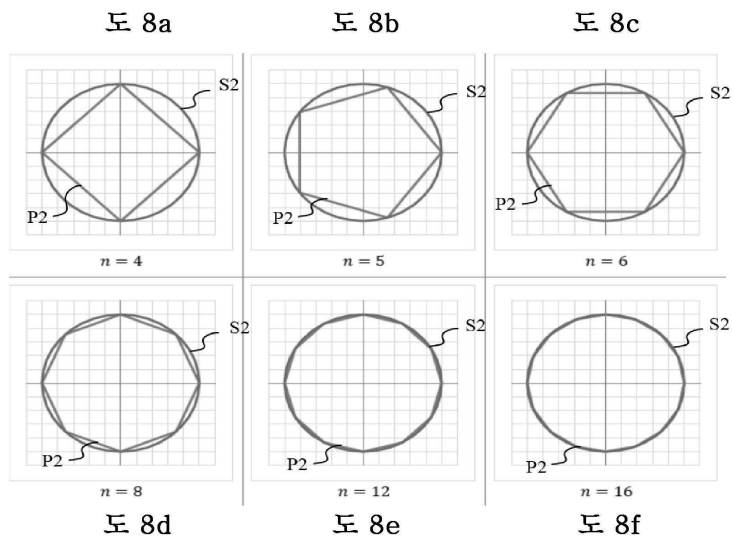 도 8a 도 8b 도 8c
S2 S2 S2
P2 P2 P2
n = 4 n = 5 n = 6
S2 S2 S2
P2 P2 P2
n = 8 n = 12 n = 16
도 8d 도 8e 도 8f